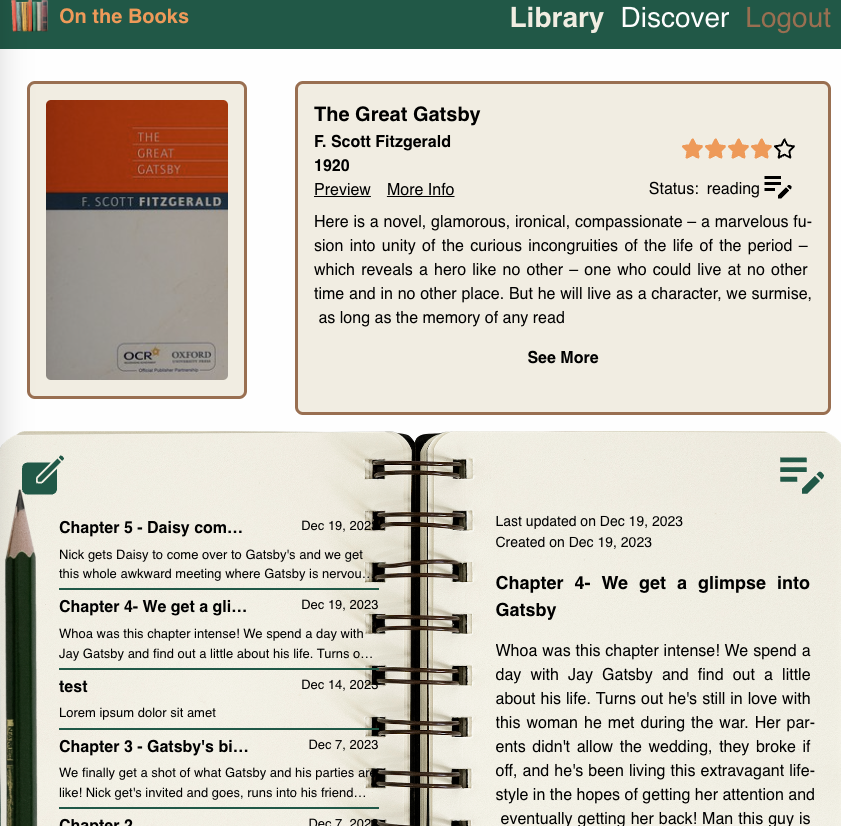 On the Books
Library Discover Logout
THE
GREAT
GATSBY
F. SCOTT FITZGERALD
OCR
OXFORD
UNIVERSITY PRESS
Official Publisher Partnership
The Great Gatsby
F. Scott Fitzgerald
1920
Preview More Info
Status: reading
Here is a novel, glamorous, ironical, compassionate – a marvelous fu-
sion into unity of the curious incongruities of the life of the period –
which reveals a hero like no other – one who could live at no other
time and in no other place. But he will live as a character, we surmise,
as long as the memory of any read
See More
Chapter 5 - Daisy com… Dec 19, 2023
Nick gets Daisy to come over to Gatsby's and we get
this whole awkward meeting where Gatsby is nervou…
Chapter 4- We get a gli… Dec 19, 2023
Whoa was this chapter intense! We spend a day with
Jay Gatsby and find out a little about his life. Turns o…
test Dec 14, 2023
Lorem ipsum dolor sit amet
Chapter 3 - Gatsby's bi… Dec 7, 2023
We finally get a shot of what Gatsby and his parties are
like! Nick get's invited and goes, runs into his friend…
Chapter 2 Dec 7, 2023
Last updated on Dec 19, 2023
Created on Dec 19, 2023
Chapter 4- We get a glimpse into
Gatsby
Whoa was this chapter intense! We spend a
day with Jay Gatsby and find out a little
about his life. Turns out he's still in love with
this woman he met during the war. Her par-
ents didn't allow the wedding, they broke if
off, and he's been living this extravagant life-
style in the hopes of getting her attention and
eventually getting her back! Man this guy is